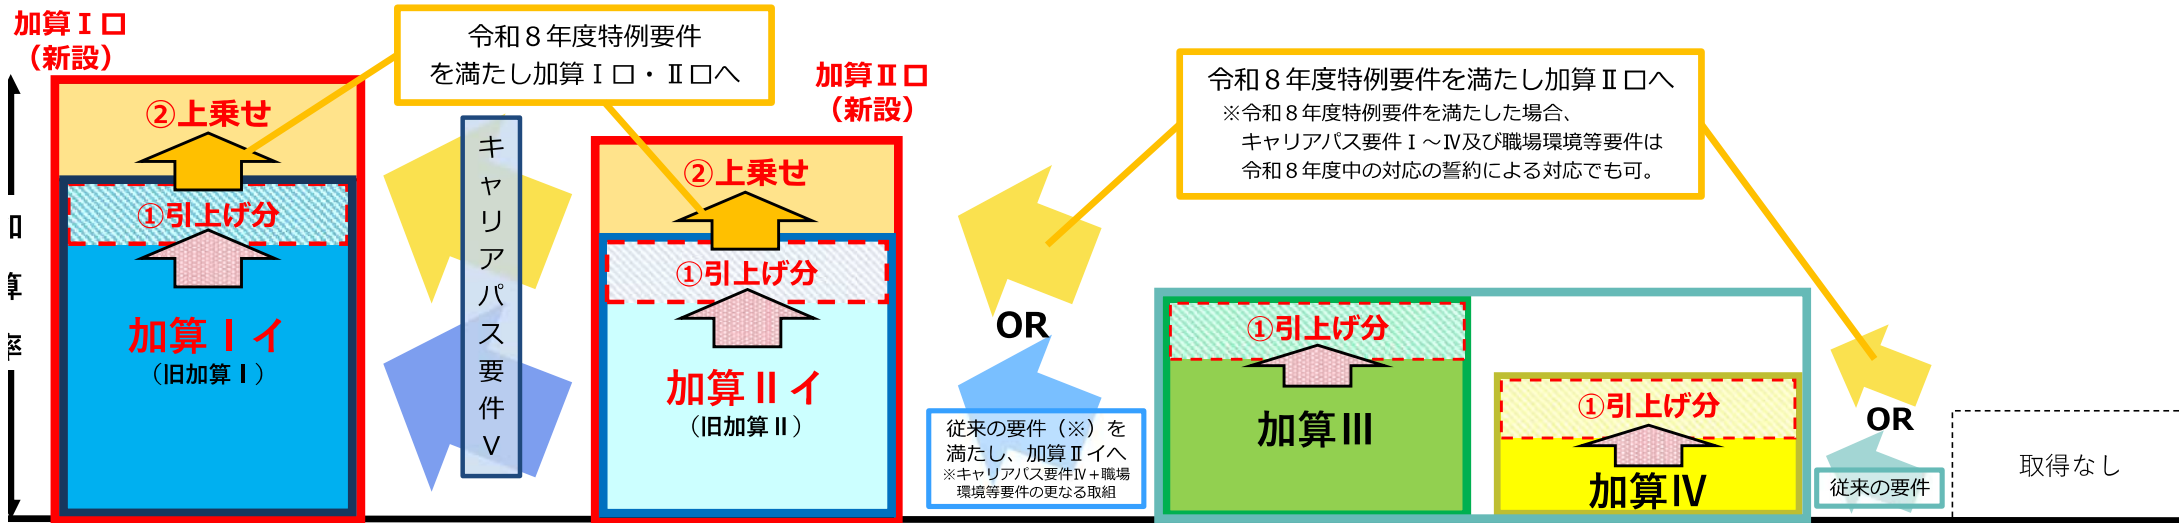 加算Ⅰロ
（新設）
②上乗せ
①引上げ分
加算Ⅰイ
（旧加算Ⅰ）
加算率
令和８年度特例要件
を満たし加算Ⅰロ・Ⅱロへ
キャリアパス要件Ⅴ
加算Ⅱロ
（新設）
②上乗せ
①引上げ分
加算Ⅱイ
（旧加算Ⅱ）
令和８年度特例要件を満たし加算Ⅱロへ
※令和８年度特例要件を満たした場合、
キャリアパス要件Ⅰ～Ⅳ及び職場環境等要件は
令和８年度中の対応の誓約による対応でも可。
OR
従来の要件（※）を
満たし、加算Ⅱイへ
※キャリアパス要件Ⅳ＋職場
環境等要件の更なる取組
①引上げ分
加算Ⅲ
①引上げ分
加算Ⅳ
OR
従来の要件
取得なし